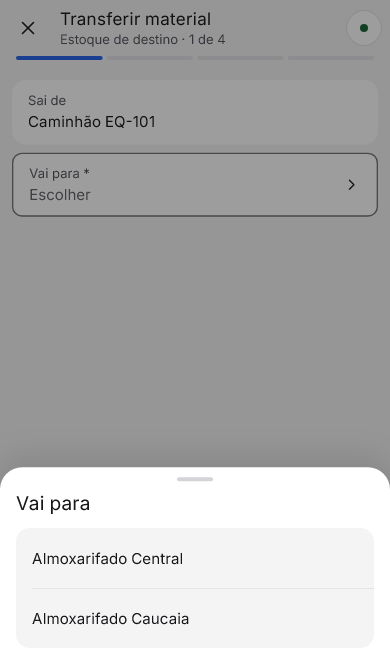 Transferir material
Estoque de destino · 1 de 4
Sai de
Caminhão EQ-101
Vai para *
Escolher
Vai para
Almoxarifado Central
Almoxarifado Caucaia